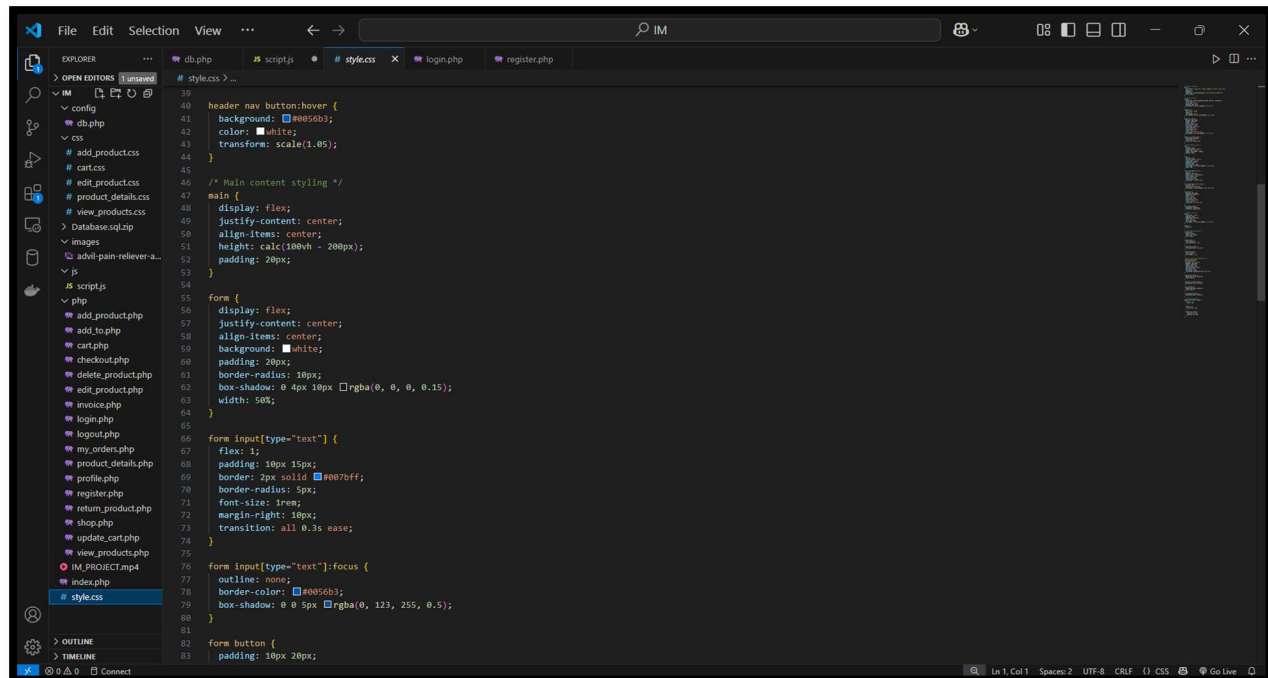 File Edit Selection View ··· IM
EXPLORER ···
db.php
JS script.js
# style.css
login.php
register.php
OPEN EDITORS 1 unsaved
# style.css > ...
IM
config
db.php
css
# add_product.css
# cart.css
# edit_product.css
# product_details.css
# view_products.css
Database.sql.zip
images
advil-pain-reliever-a...
js
JS script.js
php
add_product.php
add_to.php
cart.php
checkout.php
delete_product.php
edit_product.php
invoice.php
login.php
logout.php
my_orders.php
product_details.php
profile.php
register.php
return_product.php
shop.php
update_cart.php
view_products.php
IM_PROJECT.mp4
index.php
# style.css
OUTLINE
TIMELINE
39
40 header nav button:hover {
41 background: #0056b3;
42 color: white;
43 transform: scale(1.05);
44 }
45
46 /* Main content styling */
47 main {
48 display: flex;
49 justify-content: center;
50 align-items: center;
51 height: calc(100vh - 200px);
52 padding: 20px;
53 }
54
55 form {
56 display: flex;
57 justify-content: center;
58 align-items: center;
59 background: white;
60 padding: 20px;
61 border-radius: 10px;
62 box-shadow: 0 4px 10px rgba(0, 0, 0, 0.15);
63 width: 50%;
64 }
65
66 form input[type="text"] {
67 flex: 1;
68 padding: 10px 15px;
69 border: 2px solid #007bff;
70 border-radius: 5px;
71 font-size: 1rem;
72 margin-right: 10px;
73 transition: all 0.3s ease;
74 }
75
76 form input[type="text"]:focus {
77 outline: none;
78 border-color: #0056b3;
79 box-shadow: 0 0 5px rgba(0, 123, 255, 0.5);
80 }
81
82 form button {
83 padding: 10px 20px;
0 0 Connect Ln 1, Col 1 Spaces: 2 UTF-8 CRLF {} CSS Go Live